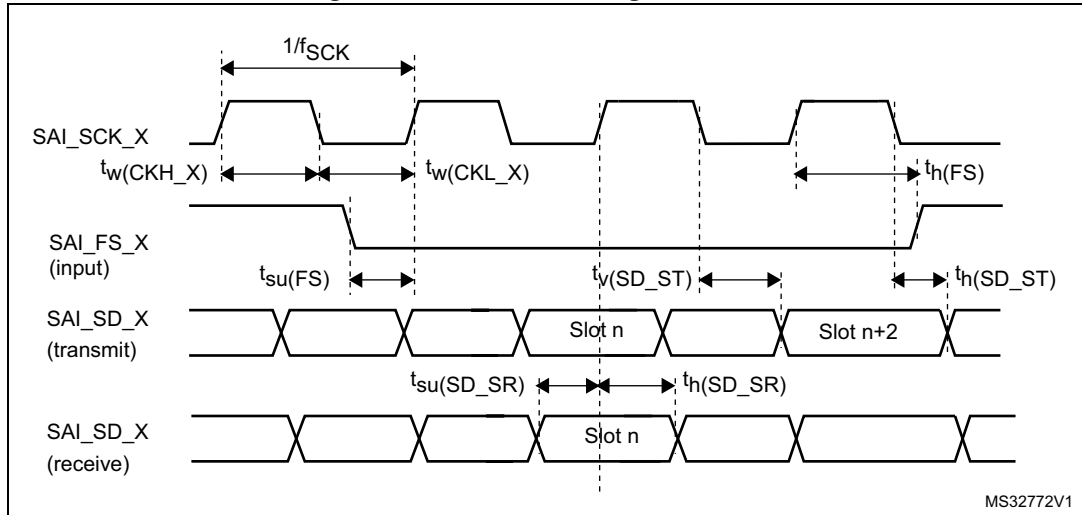 1/fSCK
SAI_SCK_X
tw(CKH_X)
tw(CKL_X)
th(FS)
SAI_FS_X
(input)
tsu(FS)
tv(SD_ST)
th(SD_ST)
SAI_SD_X
(transmit)
Slot n
Slot n+2
tsu(SD_SR)
th(SD_SR)
SAI_SD_X
(receive)
Slot n
MS32772V1